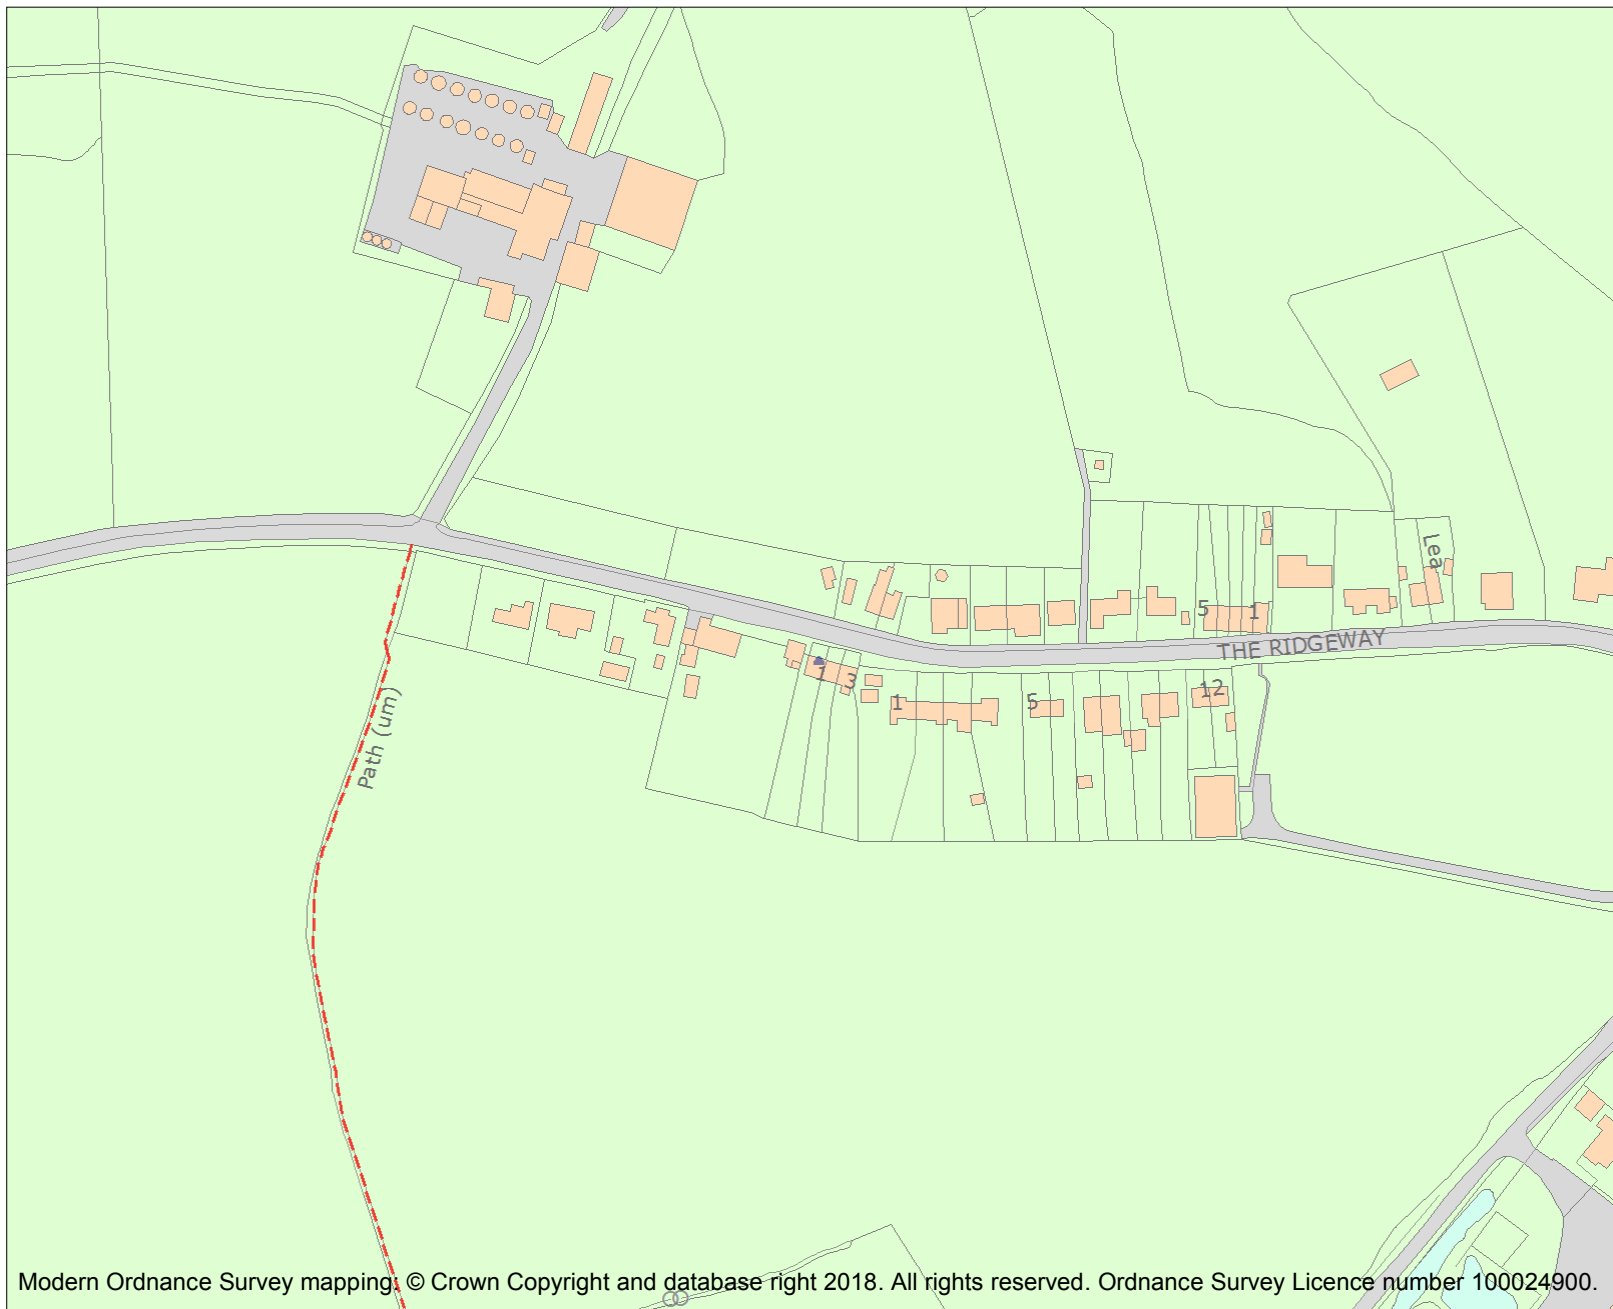 Lea
5
1
THE RIDGEWAY
1
3
12
1
5
Path (um)
Modern Ordnance Survey mapping: © Crown Copyright and database right 2018. All rights reserved. Ordnance Survey Licence number 100024900.